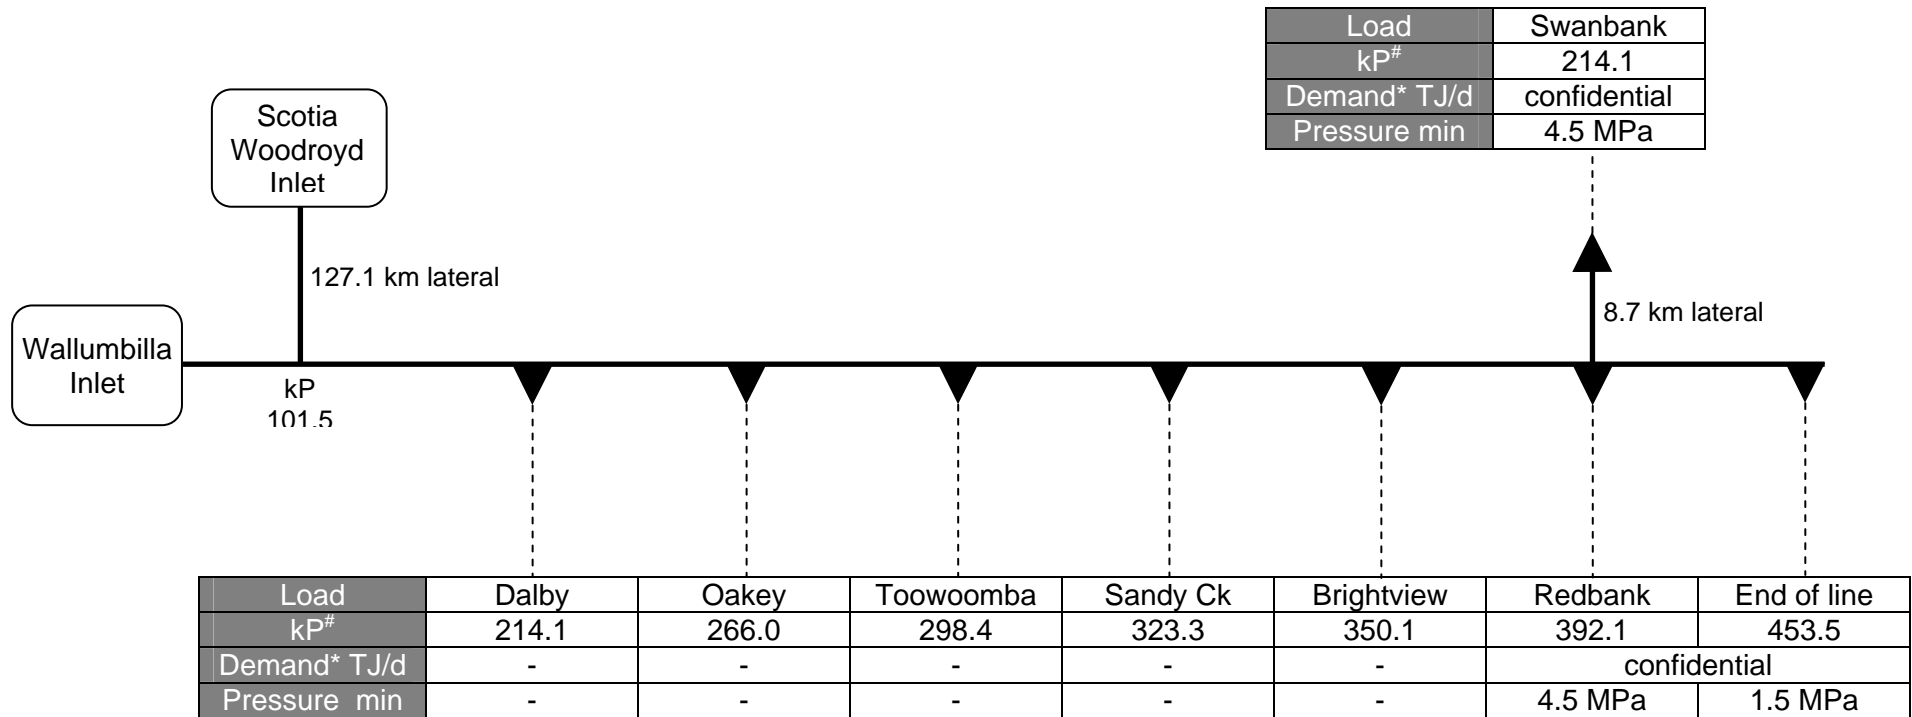 Load Swanbank
kP# 214.1
Demand* TJ/d confidential
Pressure min 4.5 MPa
Scotia
Woodroyd
Inlet
127.1 km lateral
8.7 km lateral
Wallumbilla
Inlet
kP
101.5
Load Dalby Oakey Toowoomba Sandy Ck Brightview Redbank End of line
kP# 214.1 266.0 298.4 323.3 350.1 392.1 453.5
Demand* TJ/d - - - - - confidential
Pressure min - - - - - 4.5 MPa 1.5 MPa